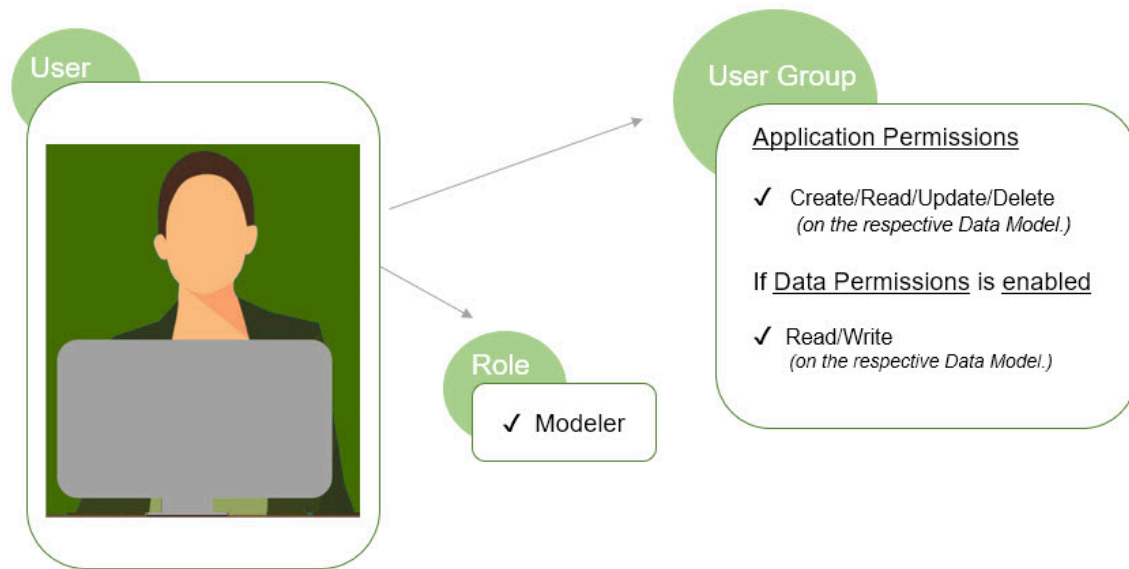 User
User Group
Application Permissions
✓ Create/Read/Update/Delete
(on the respective Data Model.)
If Data Permissions is enabled
✓ Read/Write
(on the respective Data Model.)
Role
✓ Modeler